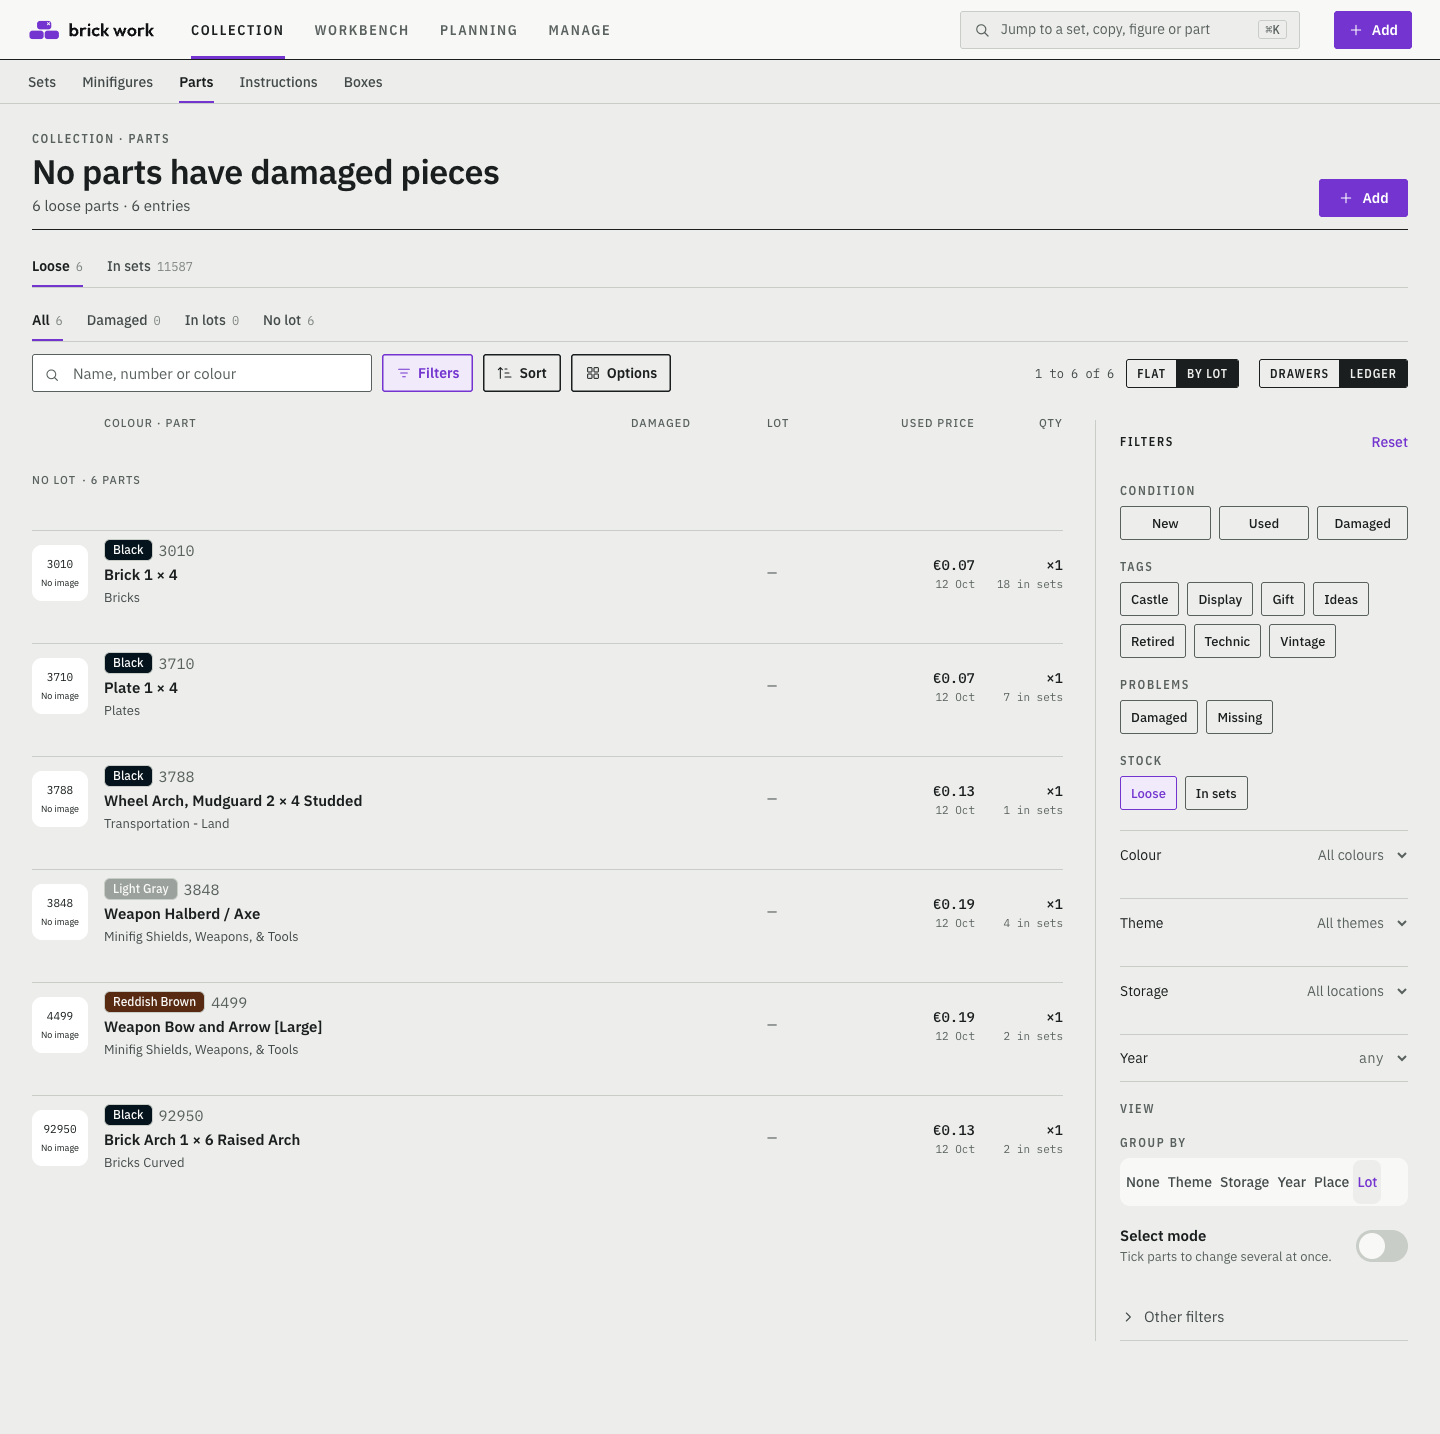 brick work
COLLECTION WORKBENCH PLANNING MANAGE
Jump to a set, copy, figure or part ⌘K
+ Add
Sets Minifigures Parts Instructions Boxes
COLLECTION · PARTS
No parts have damaged pieces
6 loose parts · 6 entries
+ Add
Loose 6 In sets 11587
All 6 Damaged 0 In lots 0 No lot 6
Name, number or colour Filters Sort Options
1 to 6 of 6 FLAT BY LOT DRAWERS LEDGER
COLOUR · PART DAMAGED LOT USED PRICE QTY
NO LOT · 6 PARTS
3010
No image
Black 3010
Brick 1 × 4
Bricks
—
€0.07
12 Oct
×1
18 in sets
3710
No image
Black 3710
Plate 1 × 4
Plates
—
€0.07
12 Oct
×1
7 in sets
3788
No image
Black 3788
Wheel Arch, Mudguard 2 × 4 Studded
Transportation - Land
—
€0.13
12 Oct
×1
1 in sets
3848
No image
Light Gray 3848
Weapon Halberd / Axe
Minifig Shields, Weapons, & Tools
—
€0.19
12 Oct
×1
4 in sets
4499
No image
Reddish Brown 4499
Weapon Bow and Arrow [Large]
Minifig Shields, Weapons, & Tools
—
€0.19
12 Oct
×1
2 in sets
92950
No image
Black 92950
Brick Arch 1 × 6 Raised Arch
Bricks Curved
—
€0.13
12 Oct
×1
2 in sets
FILTERS Reset
CONDITION
New Used Damaged
TAGS
Castle Display Gift Ideas
Retired Technic Vintage
PROBLEMS
Damaged Missing
STOCK
Loose In sets
Colour All colours
Theme All themes
Storage All locations
Year any
VIEW
GROUP BY
None Theme Storage Year Place Lot
Select mode
Tick parts to change several at once.
Other filters